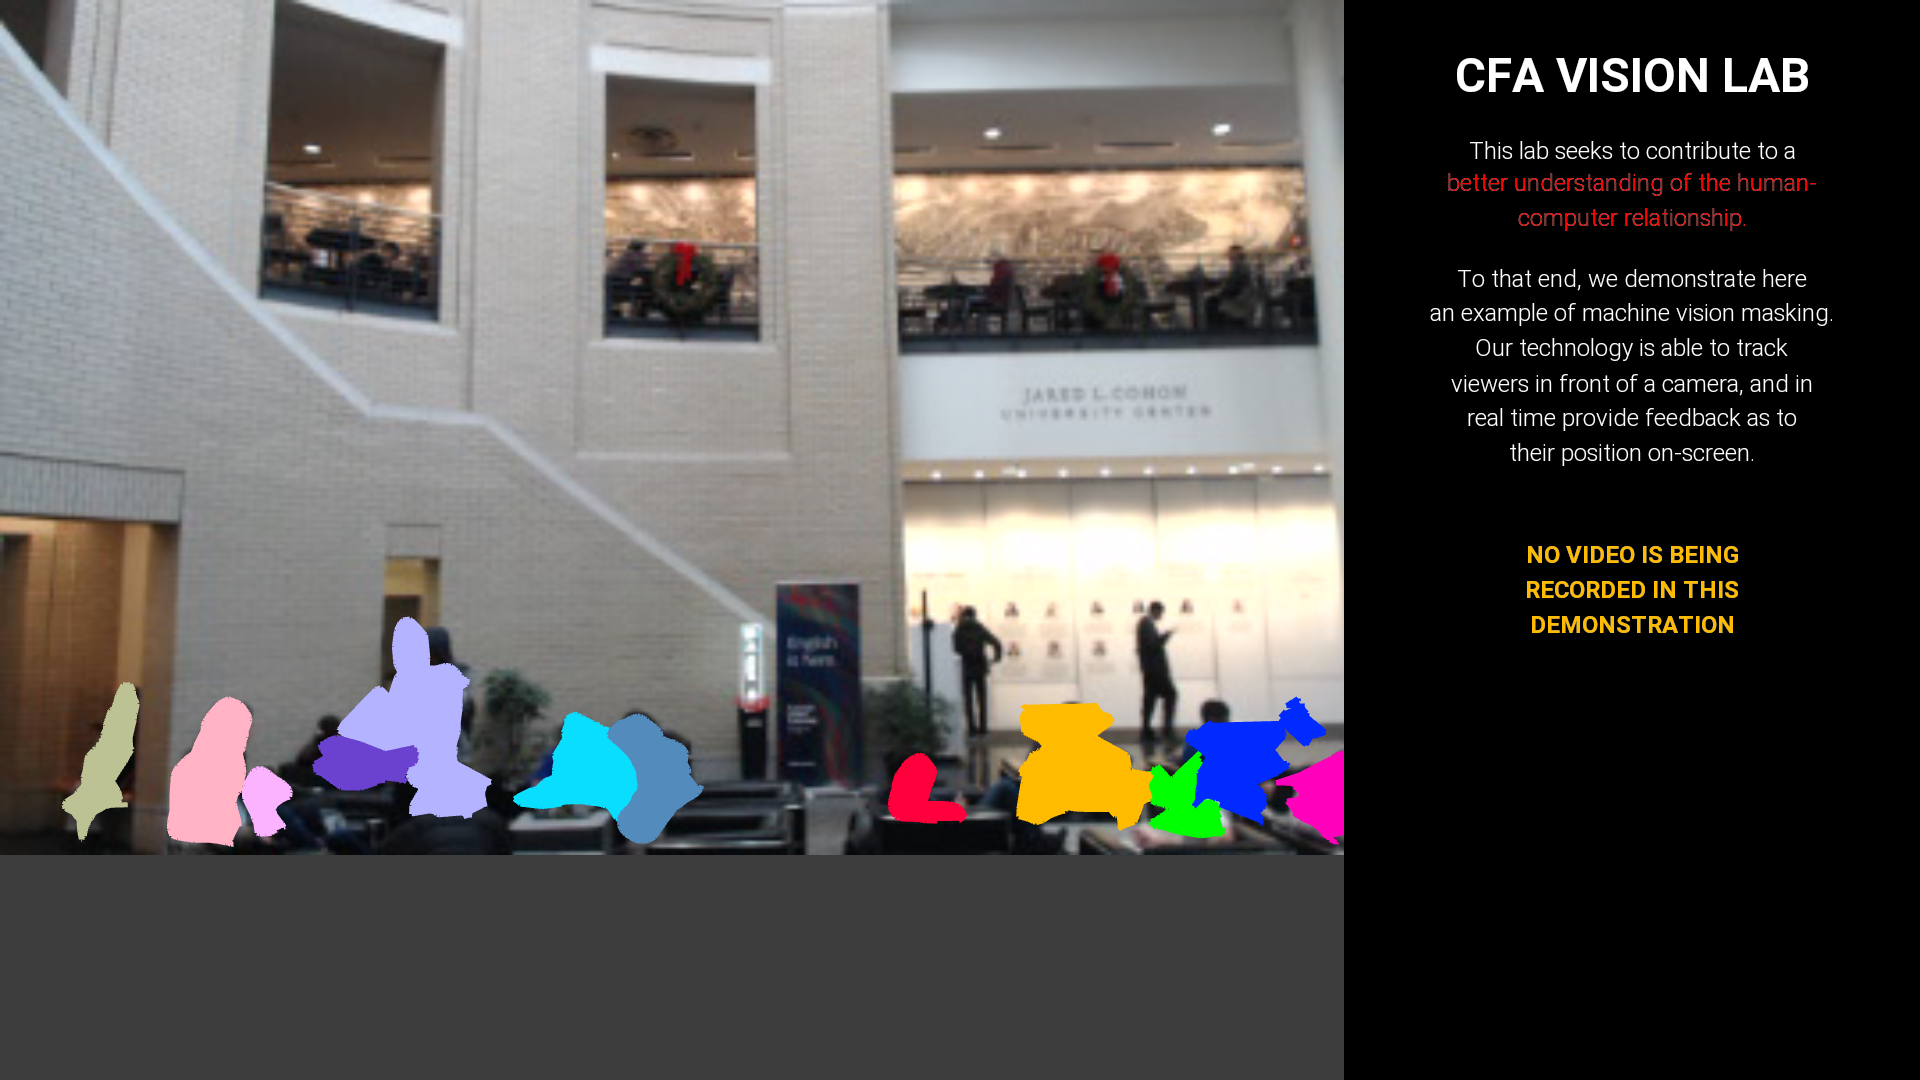 CFA VISION LAB
This lab seeks to contribute to a
better understanding of the human-
computer relationship.
To that end, we demonstrate here
an example of machine vision masking.
Our technology is able to track
viewers in front of a camera, and in
real time provide feedback as to
their position on-screen.
NO VIDEO IS BEING
RECORDED IN THIS
DEMONSTRATION
JARED L. COHON
UNIVERSITY CENTER
English
is here.